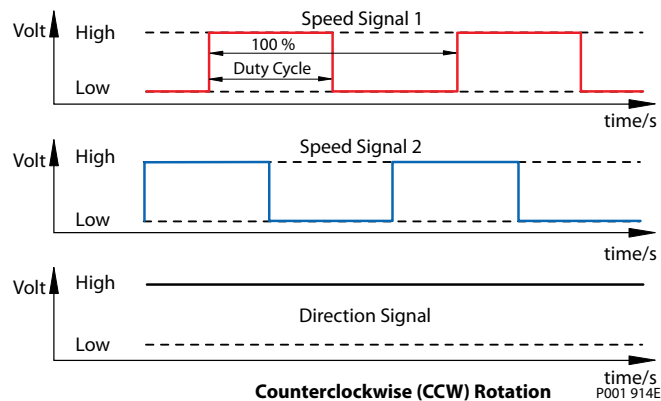 Speed Signal 1
Volt
High
100 %
Duty Cycle
Low
time/s
Speed Signal 2
Volt
High
Low
time/s
Volt
High
Direction Signal
Low
time/s
Counterclockwise (CCW) Rotation
P001 914E